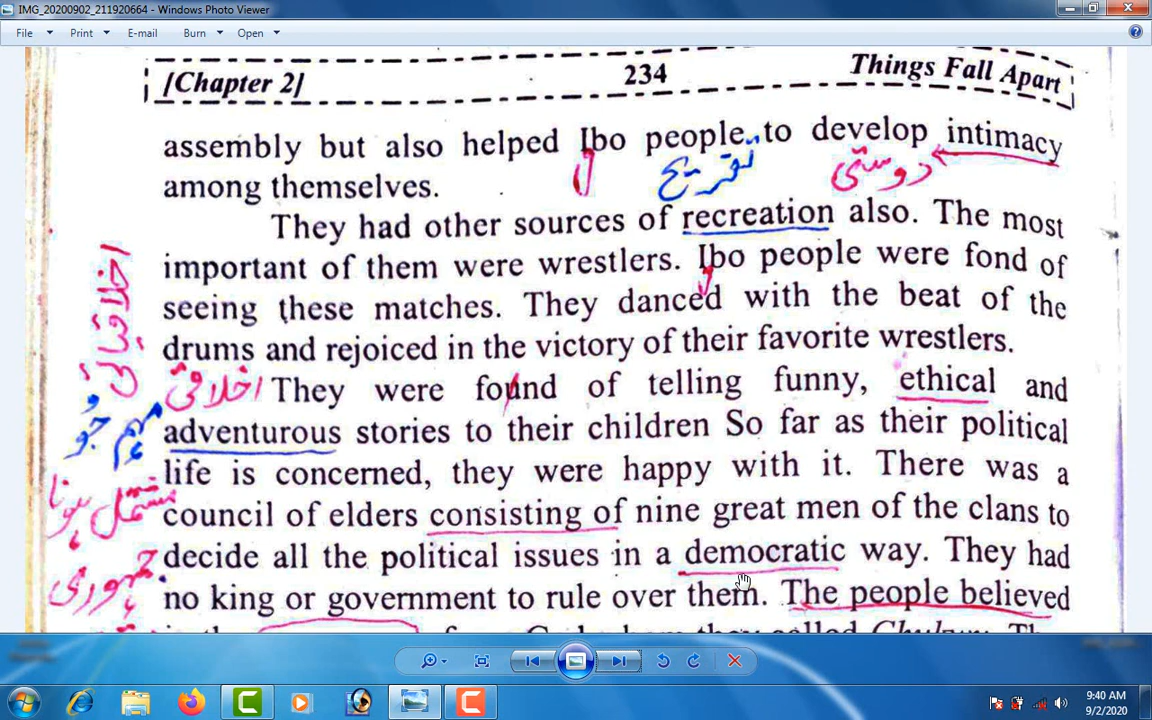 IMG_20200902_211920664 - Windows Photo Viewer
File Print E-mail Burn Open
[Chapter 2] 234 Things Fall Apart
assembly but also helped Ibo people to develop intimacy
تفریح دوستی
among themselves.
They had other sources of recreation also. The most
important of them were wrestlers. Ibo people were fond of
seeing these matches. They danced with the beat of the
drums and rejoiced in the victory of their favorite wrestlers.
اخلاقیاتی
اخلاقی They were found of telling funny, ethical and
مہم جو adventurous stories to their children So far as their political
life is concerned, they were happy with it. There was a
مشتمل ہونا council of elders consisting of nine great men of the clans to
جمہوری decide all the political issues in a democratic way. They had
no king or government to rule over them. The people believed
9:40 AM
9/2/2020